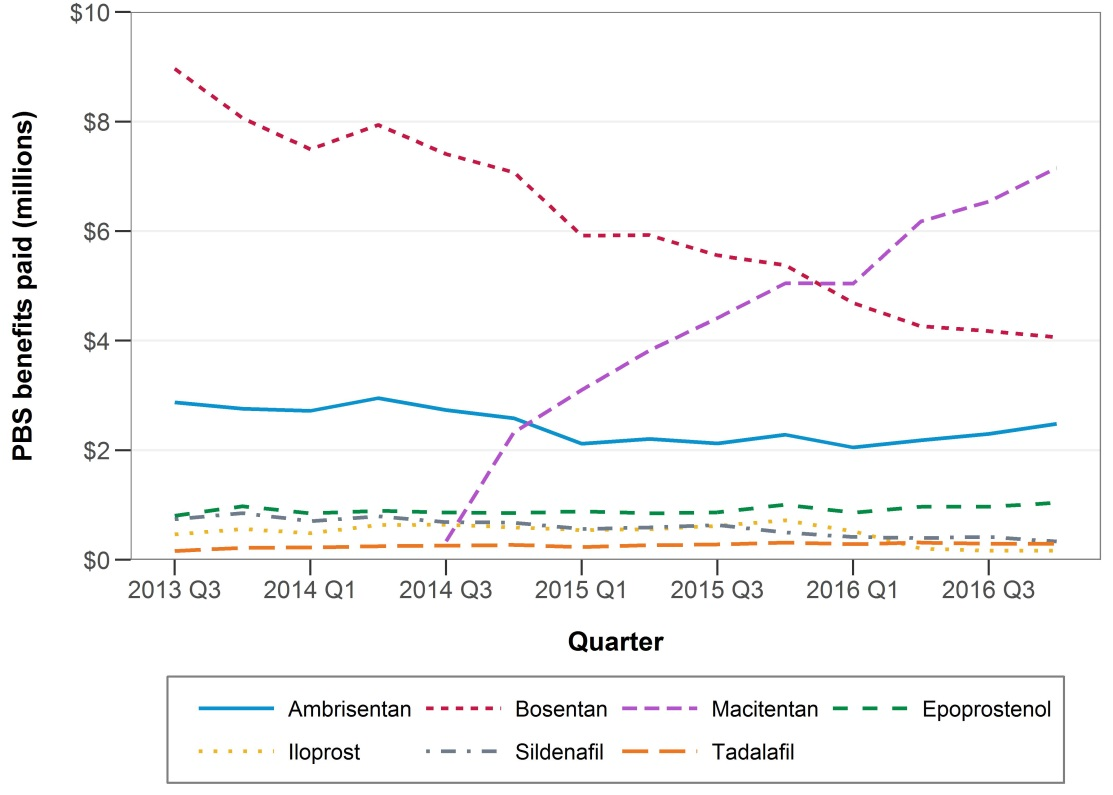 $10
$8
$6
$4
$2
$0
PBS benefits paid (millions)
2013 Q3 2014 Q1 2014 Q3 2015 Q1 2015 Q3 2016 Q1 2016 Q3
Quarter
Ambrisentan Bosentan Macitentan Epoprostenol
Iloprost Sildenafil Tadalafil